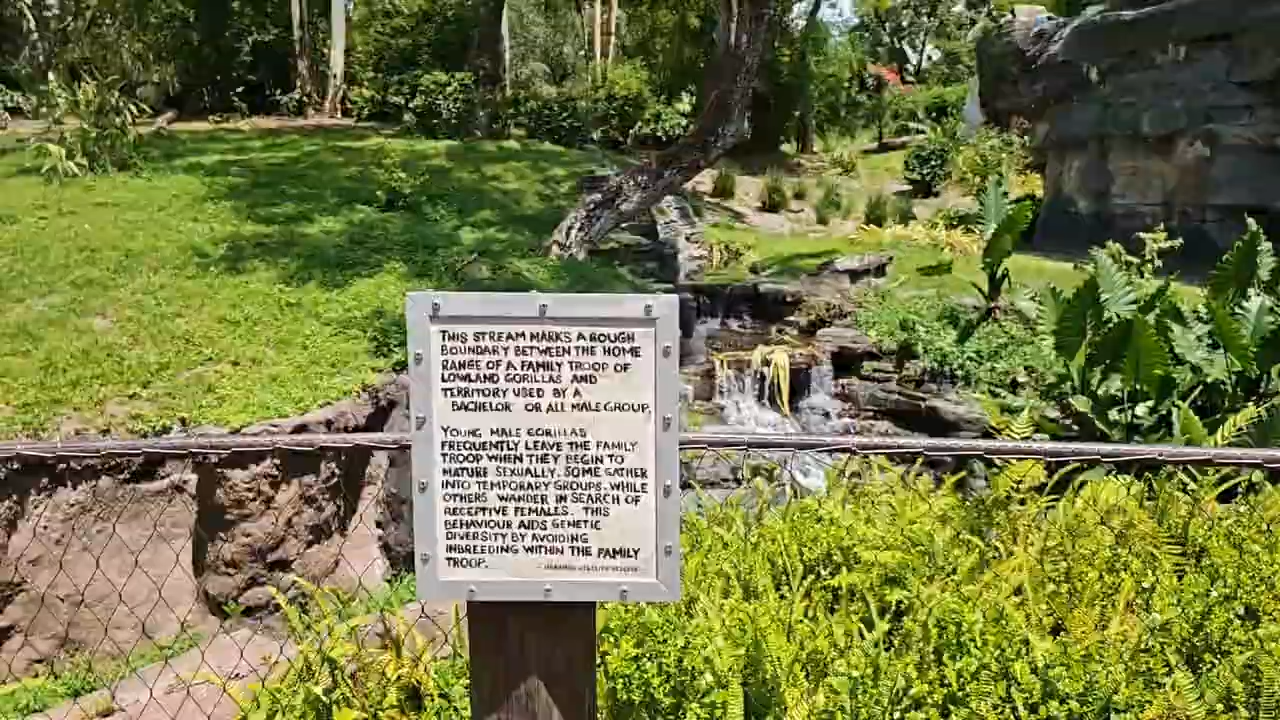 THIS STREAM MARKS A ROUGH
BOUNDARY BETWEEN THE HOME
RANGE OF A FAMILY TROOP OF
LOWLAND GORILLAS AND
TERRITORY USED BY A
BACHELOR OR ALL MALE GROUP.
YOUNG MALE GORILLAS
FREQUENTLY LEAVE THE FAMILY
TROOP WHEN THEY BEGIN TO
MATURE SEXUALLY. SOME GATHER
INTO TEMPORARY GROUPS. WHILE
OTHERS WANDER IN SEARCH OF
RECEPTIVE FEMALES. THIS
BEHAVIOUR AIDS GENETIC
DIVERSITY BY AVOIDING
INBREEDING WITHIN THE FAMILY
TROOP.